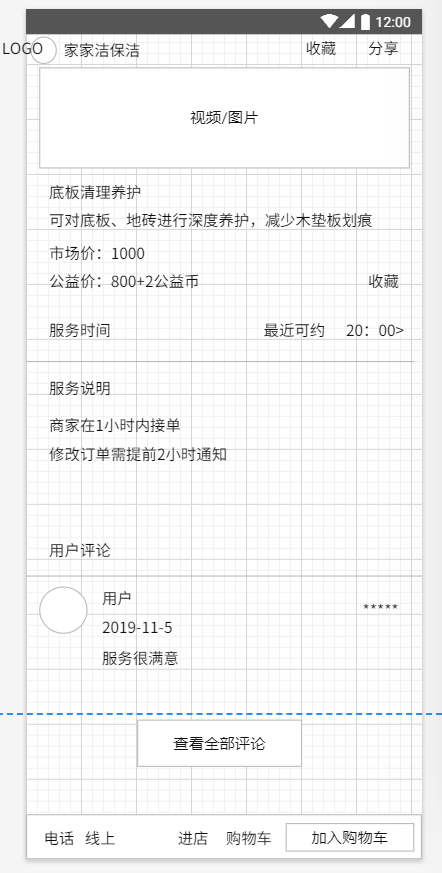 12:00
LOGO 家家洁保洁 收藏 分享
视频/图片
底板清理养护
可对底板、地砖进行深度养护，减少木垫板划痕
市场价：1000
公益价：800+2公益币 收藏
服务时间 最近可约 20：00>
服务说明
商家在1小时内接单
修改订单需提前2小时通知
用户评论
用户 *****
2019-11-5
服务很满意
查看全部评论
电话 线上 进店 购物车 加入购物车